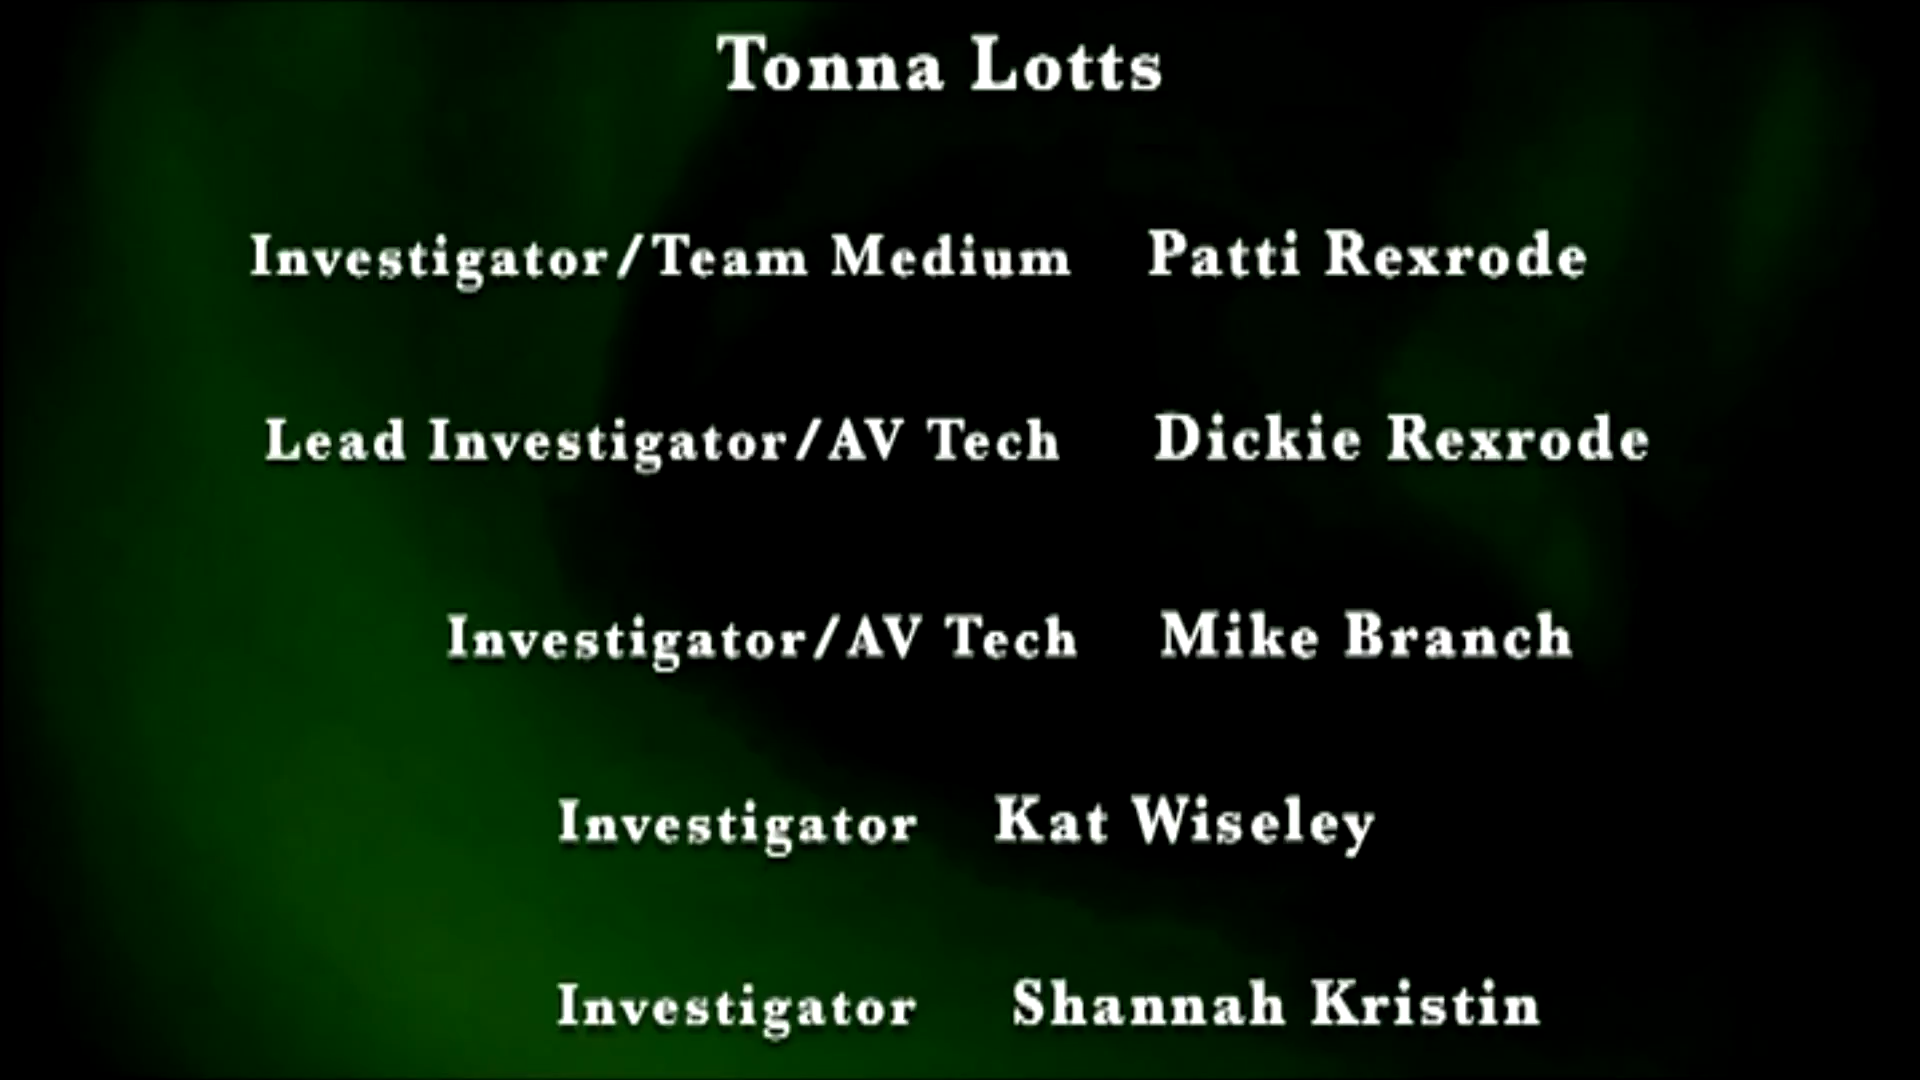 Tonna Lotts
Investigator/Team Medium Patti Rexrode
Lead Investigator/AV Tech Dickie Rexrode
Investigator/AV Tech Mike Branch
Investigator Kat Wiseley
Investigator Shannah Kristin